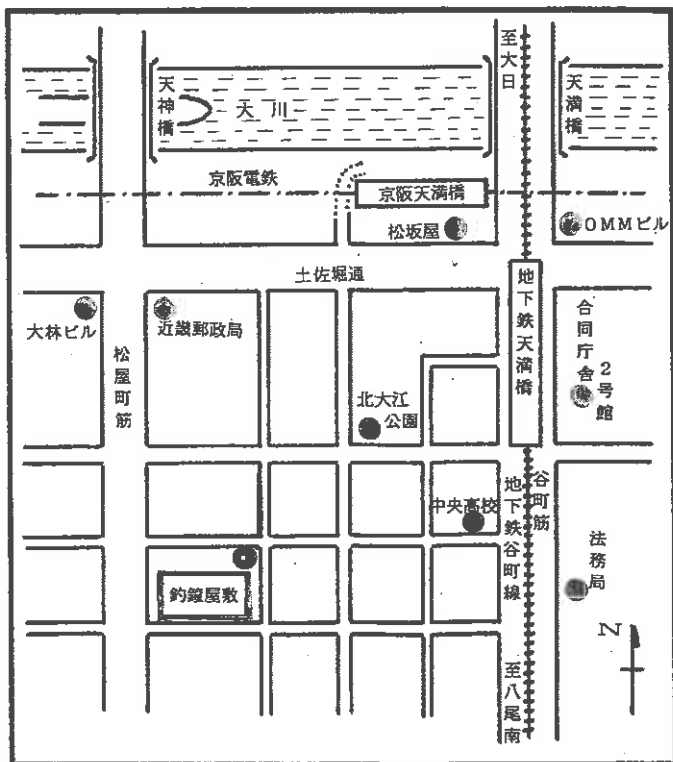 至大日
天神橋
大川
天満橋
京阪電鉄
京阪天満橋
松坂屋
OMMビル
土佐堀通
地下鉄天満橋
大林ビル
近畿郵政局
合同庁舎
2号館
松屋町筋
北大江
公園
中央高校
地下鉄谷町線
谷町筋
法務局
釣鐘屋敷
N
至八尾南